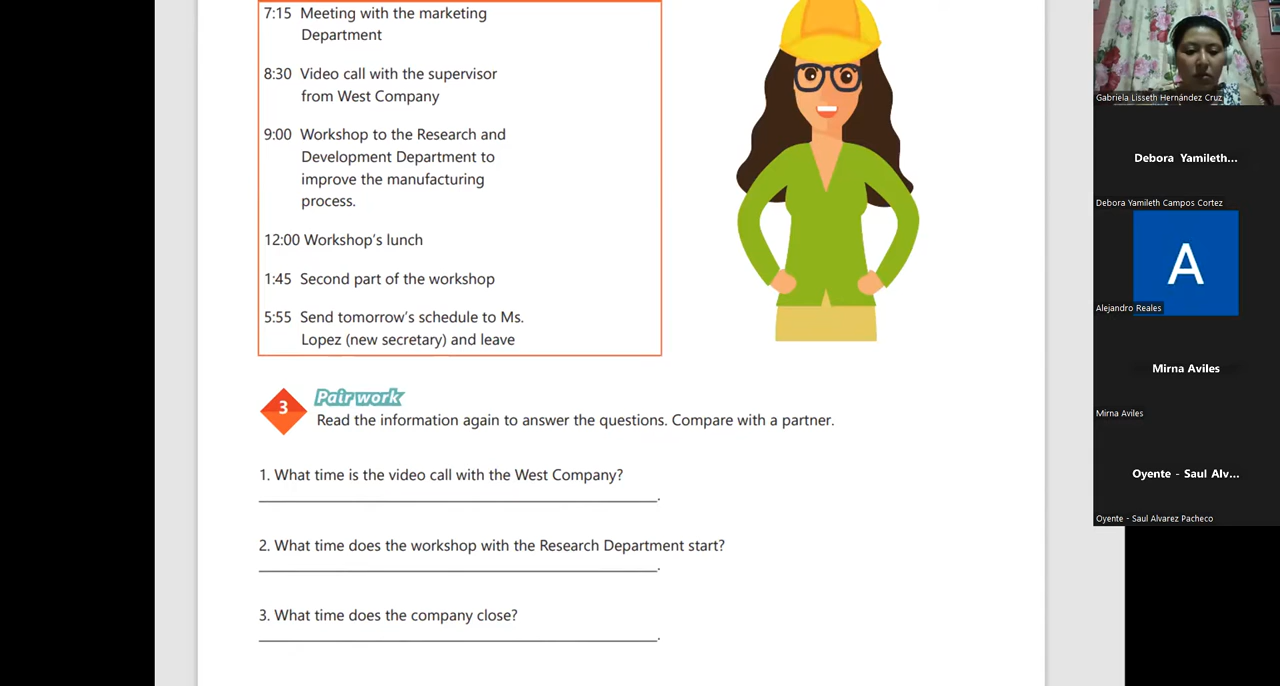 7:15 Meeting with the marketing
Department
8:30 Video call with the supervisor
from West Company
9:00 Workshop to the Research and
Development Department to
improve the manufacturing
process.
12:00 Workshop's lunch
1:45 Second part of the workshop
5:55 Send tomorrow's schedule to Ms.
Lopez (new secretary) and leave
3
Pair work
Read the information again to answer the questions. Compare with a partner.
1. What time is the video call with the West Company?
2. What time does the workshop with the Research Department start?
3. What time does the company close?
Gabriela Lisseth Hernández Cruz
Debora Yamileth...
Debora Yamileth Campos Cortez
A
Alejandro Reales
Mirna Aviles
Mirna Aviles
Oyente - Saul Alv...
Oyente - Saul Alvarez Pacheco